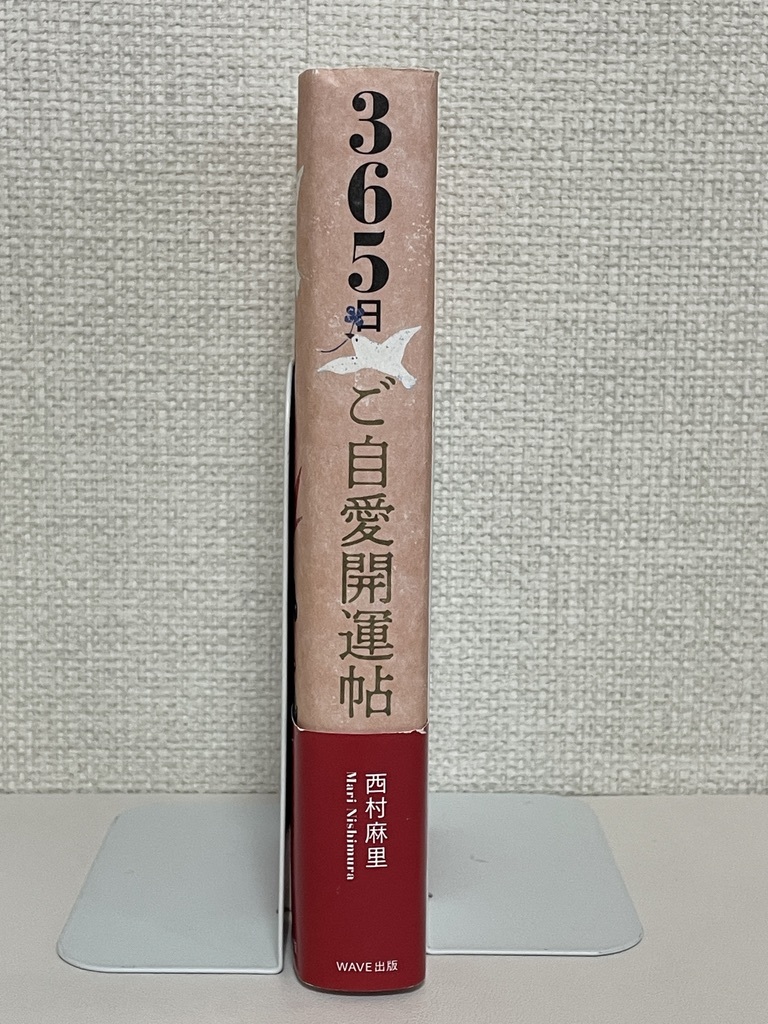 365日
ご自愛開運帖
西村麻里
Mari Nishimura
WAVE出版